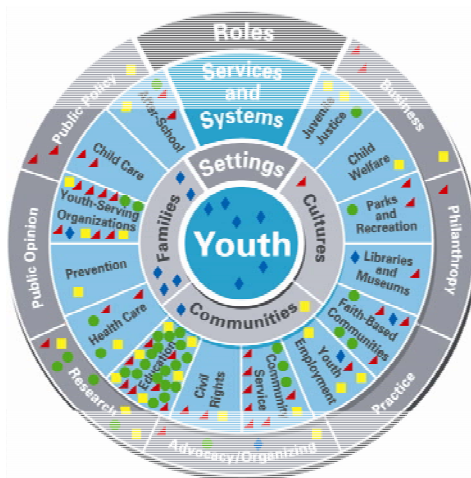 Roles
Services
and
Systems
Settings
Youth
Families
Cultures
Communities
Public Policy
Business
Public Opinion
Philanthropy
Research
Advocacy/Organizing
Practice
After-School
Child Care
Youth-Serving
Organizations
Prevention
Health Care
Education
Civil
Rights
Community
Service
Youth
Employment
Faith-Based
Communities
Libraries
and
Museums
Parks
and
Recreation
Child
Welfare
Juvenile
Justice